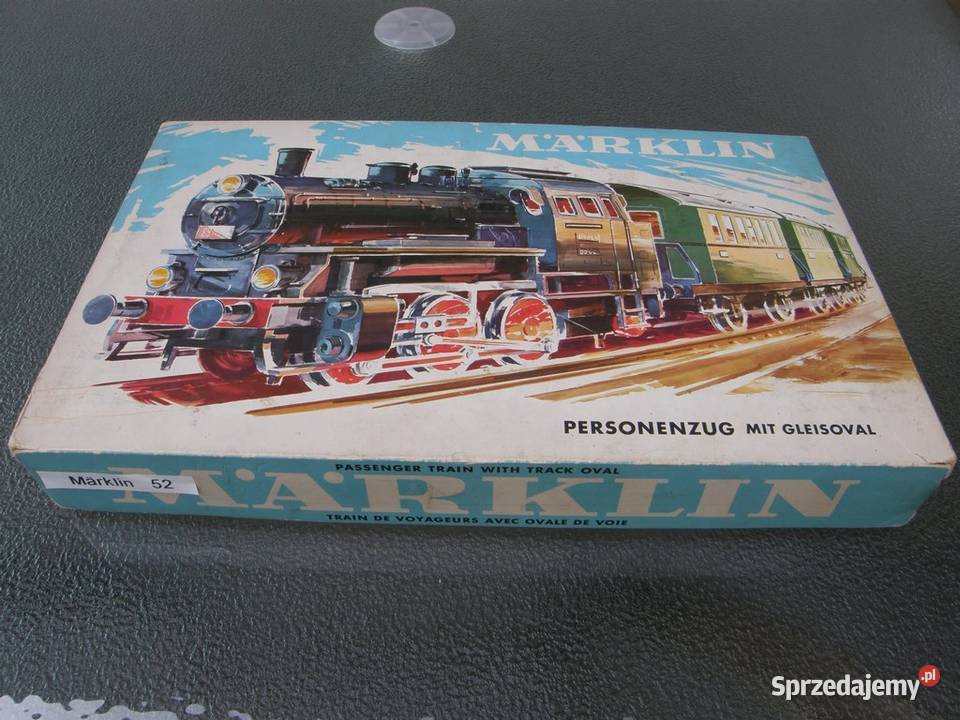 MÄRKLIN
PERSONENZUG MIT GLEISOVAL
PASSENGER TRAIN WITH TRACK OVAL
Märklin 52
MÄRKLIN
TRAIN DE VOYAGEURS AVEC OVALE DE VOIE
Sprzedajemy.pl